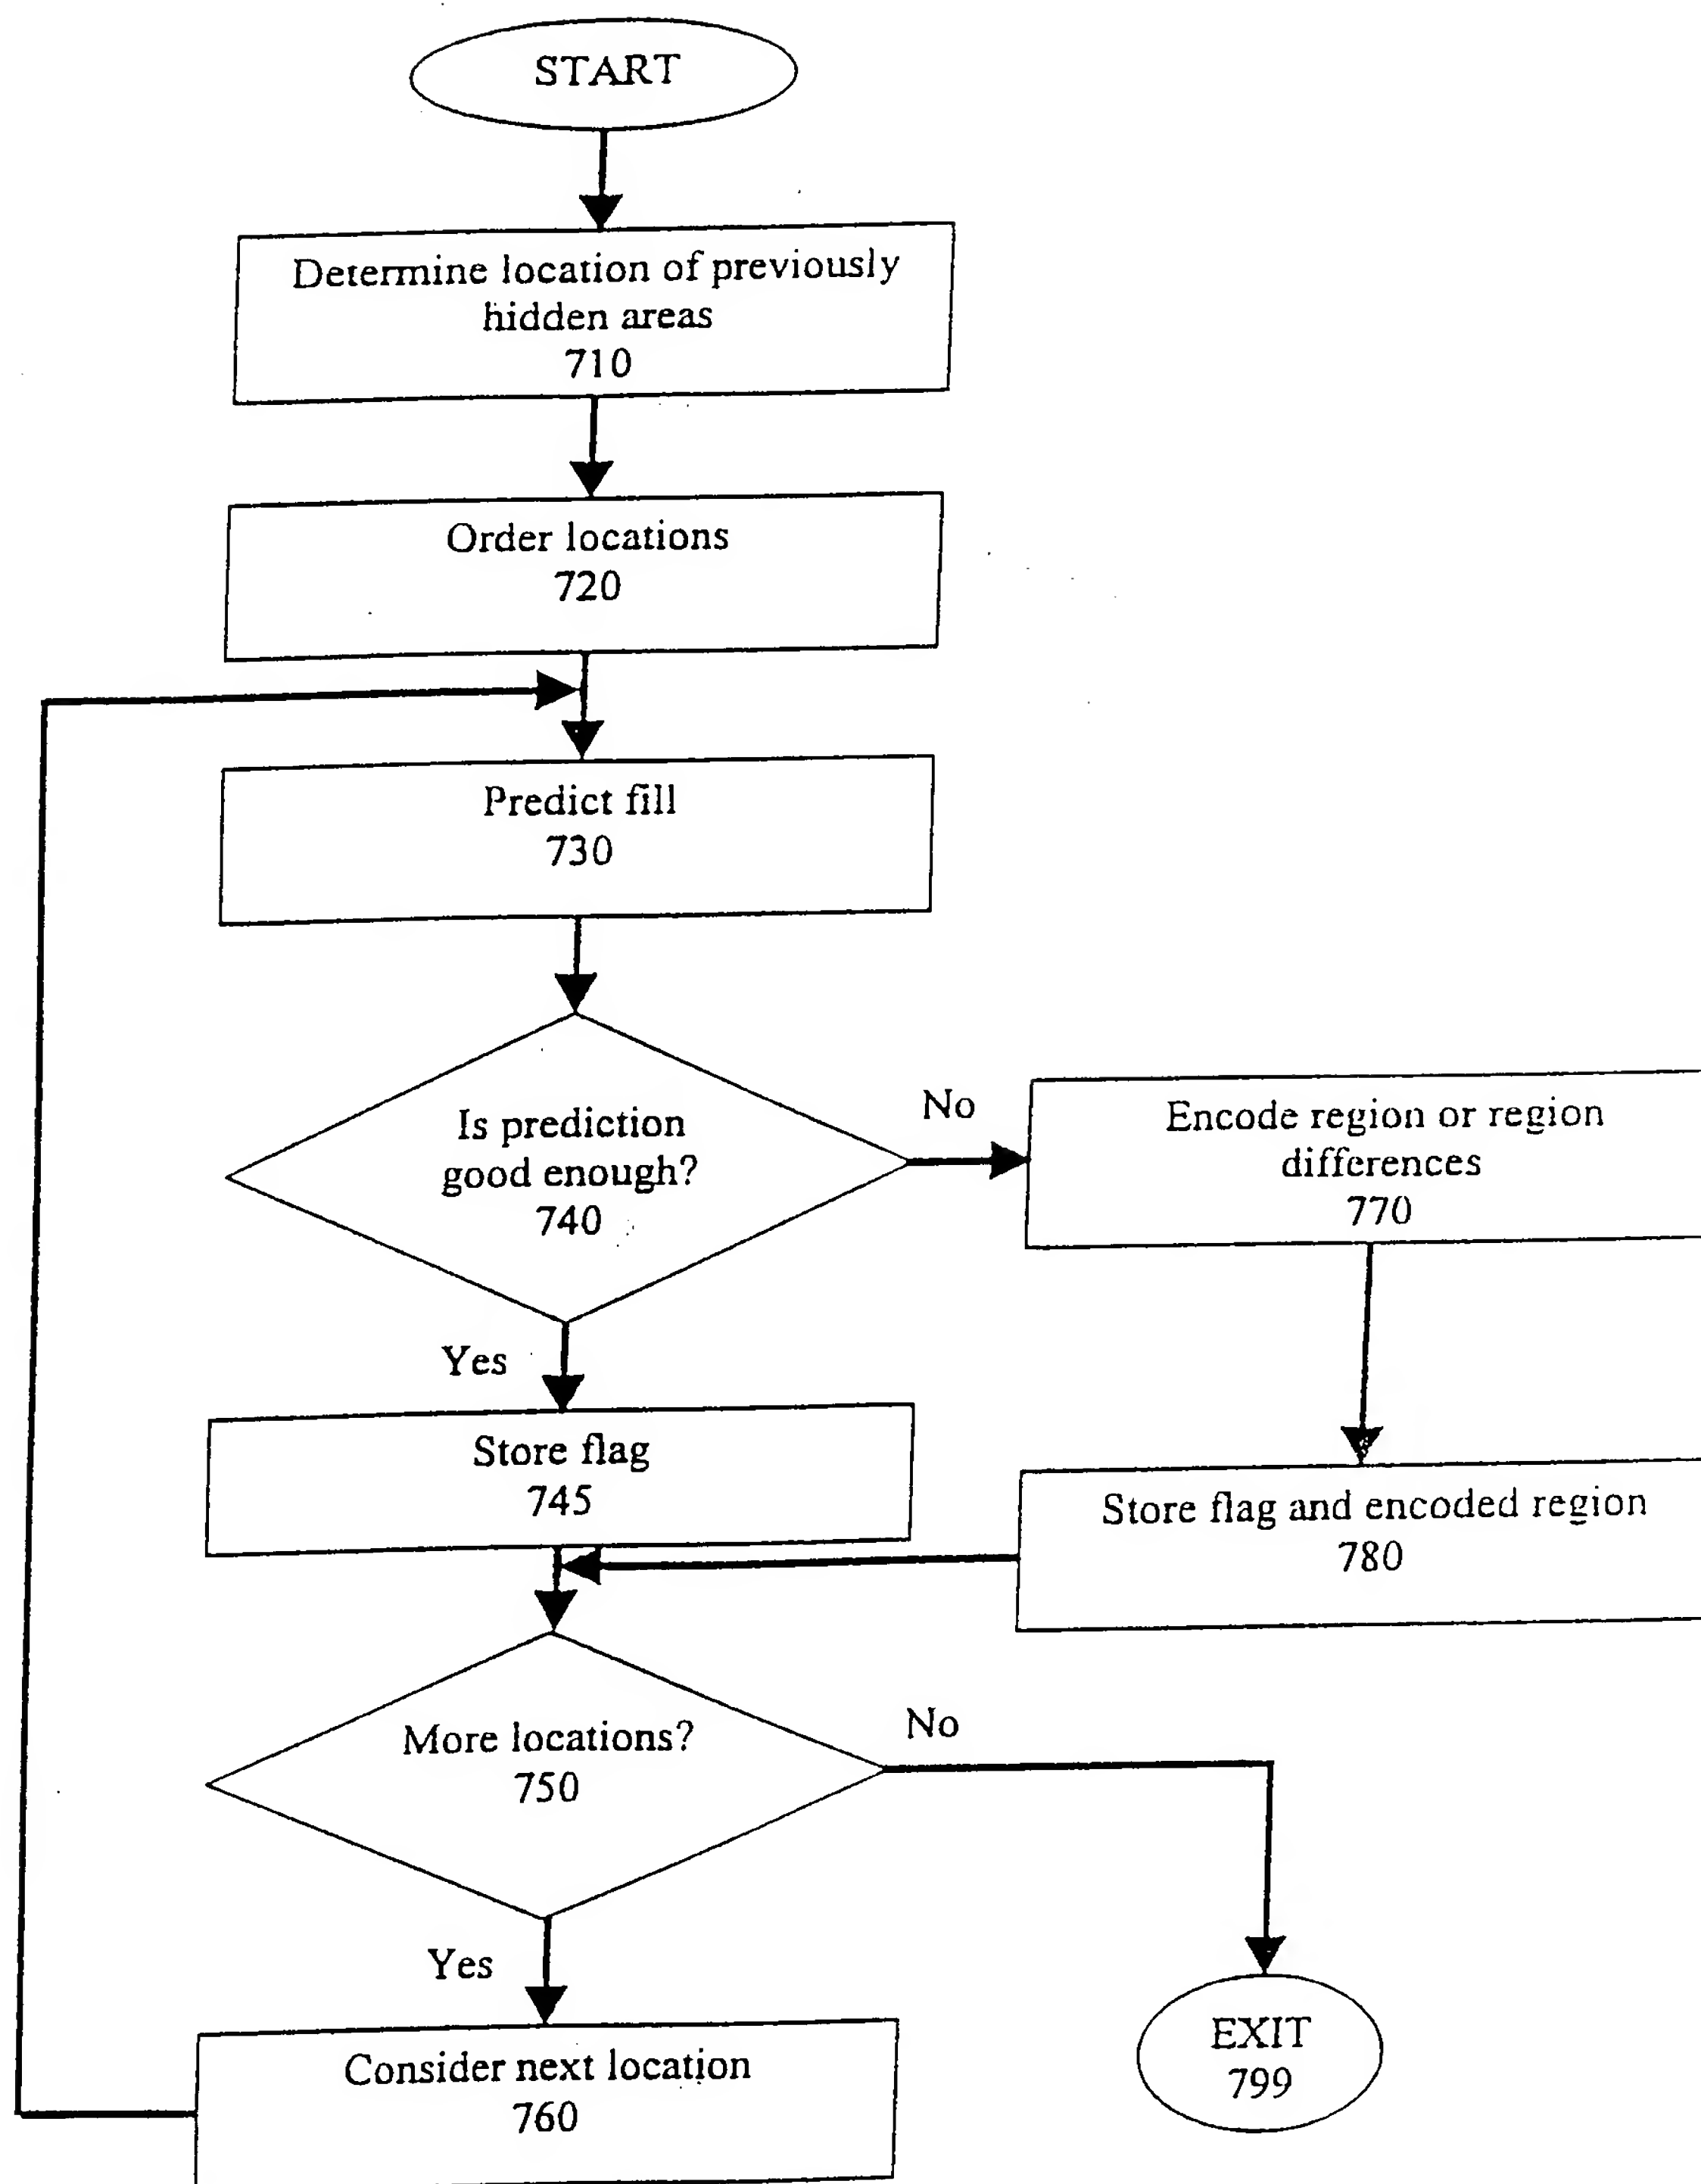 START
Determine location of previously
hidden areas
710
Order locations
720
Predict fill
730
Is prediction
good enough?
740
No
Encode region or region
differences
770
Yes
Store flag
745
Store flag and encoded region
780
More locations?
750
No
Yes
Consider next location
760
EXIT
799